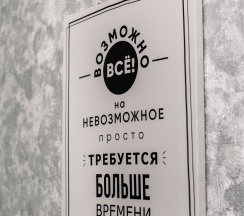 ВОЗМОЖНО
ВСЁ!
на
НЕВОЗМОЖНОЕ
просто
ТРЕБУЕТСЯ
БОЛЬШЕ
ВРЕМЕНИ